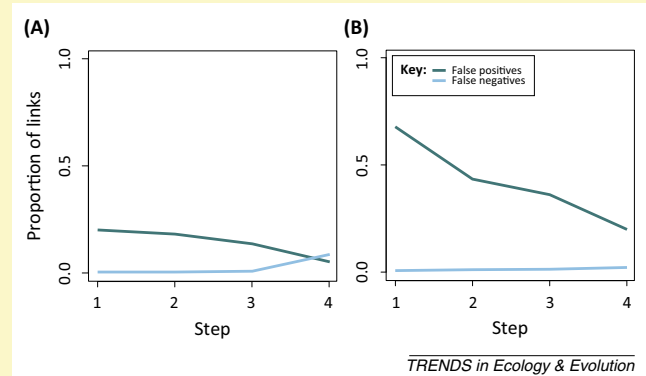 (A)
Proportion of links
1.0
0.5
0.0
1
2
3
4
Step
(B)
Key:
False positives
False negatives
1.0
0.5
0.0
1
2
3
4
Step
TRENDS in Ecology & Evolution